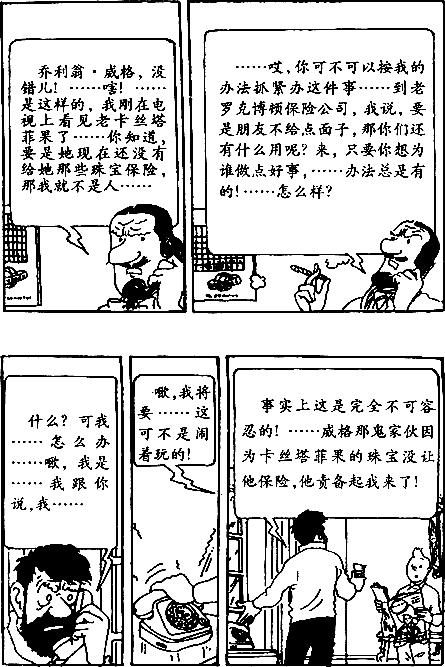 乔利翁·威格，没
错儿！……嘻！……
是这样的，我刚在电
视上看见老卡丝塔
菲果了……你知道，
要是她现在还没有
给她那些珠宝保险，
那我就不是人……
……哎，你可不可以按我的
办法抓紧办这件事……到老
罗克博顿保险公司，我说，要
是朋友不给点面子，那你们还
有什么用呢？来，只要你想为
谁做点好事，……办法总是有
的！……怎么样？
什么？可我
……怎么办
……噷，我是
……我跟你
说，我……
噷，我将
要……这
可不是闹
着玩的！
事实上这是完全不可容
忍的！……威格那鬼家伙因
为卡丝塔菲果的珠宝没让
他保险，他责备起我来了！